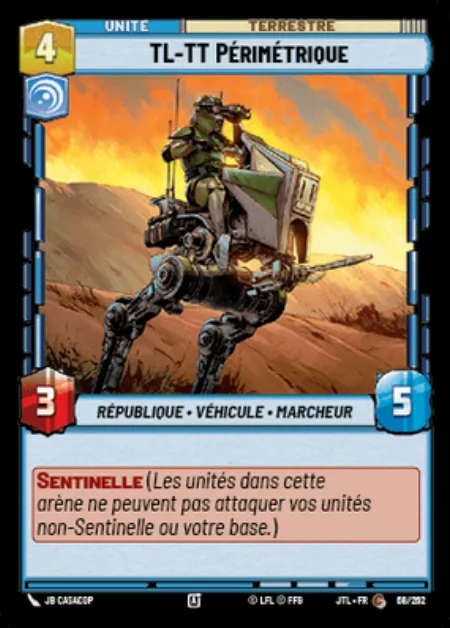 UNITÉ
TERRESTRE
4
TL-TT PÉRIMÉTRIQUE
3
RÉPUBLIQUE • VÉHICULE • MARCHEUR
5
SENTINELLE (Les unités dans cette
arène ne peuvent pas attaquer vos unités
non-Sentinelle ou votre base.)
JB CASACOP
A
© LFL © FFG
JTL • FR
68/262